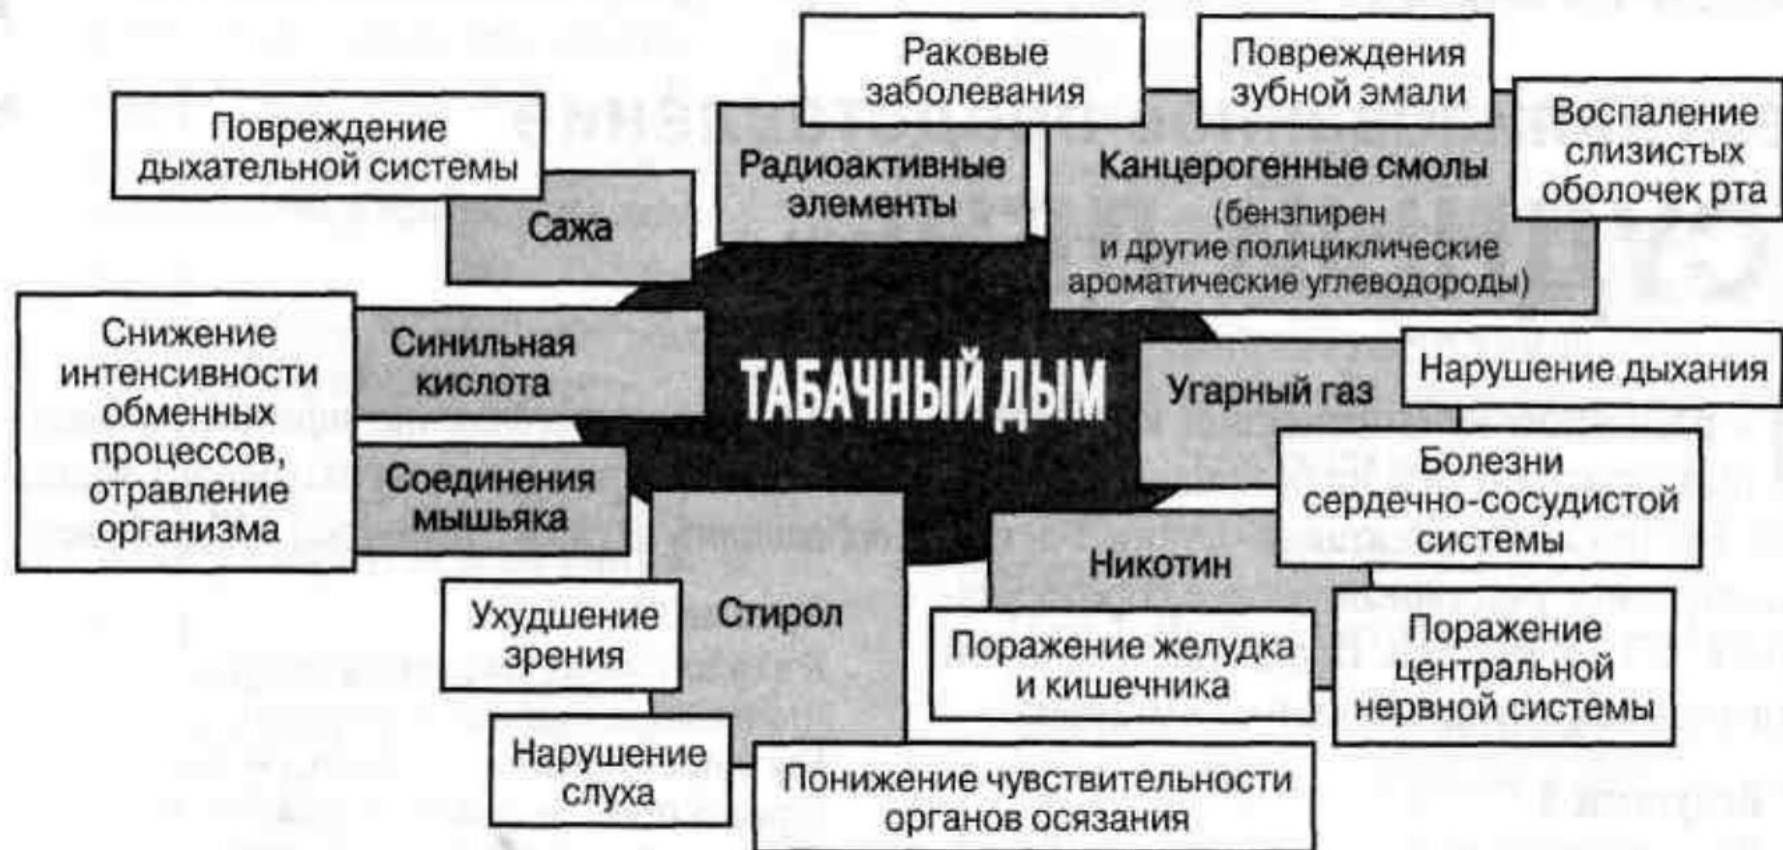 Раковые
заболевания
Повреждения
зубной эмали
Воспаление
слизистых
оболочек рта
Повреждение
дыхательной системы
Сажа
Радиоактивные
элементы
Канцерогенные смолы
(бензпирен
и другие полициклические
ароматические углеводороды)
Снижение
интенсивности
обменных
процессов,
отравление
организма
Синильная
кислота
ТАБАЧНЫЙ ДЫМ
Угарный газ
Нарушение дыхания
Соединения
мышьяка
Болезни
сердечно-сосудистой
системы
Никотин
Ухудшение
зрения
Стирол
Поражение желудка
и кишечника
Поражение
центральной
нервной системы
Нарушение
слуха
Понижение чувствительности
органов осязания